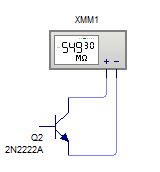 XMM1
-549.30
MΩ
+ −
Q2
2N2222A